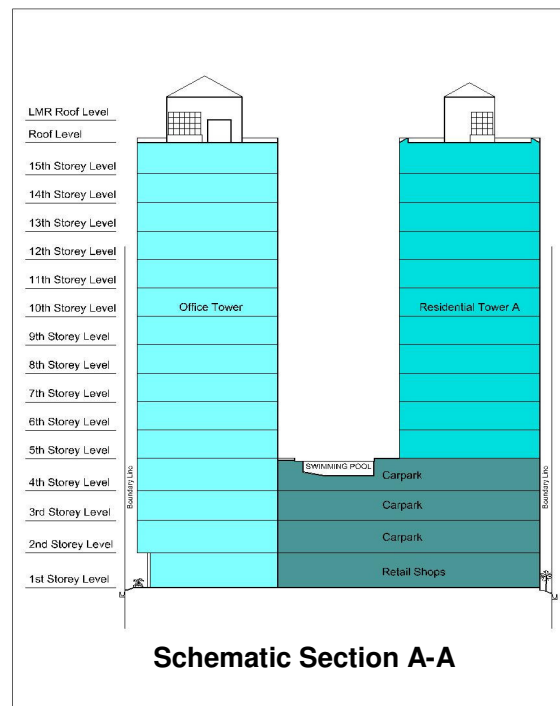 LMR Roof Level
Roof Level
15th Storey Level
14th Storey Level
13th Storey Level
12th Storey Level
11th Storey Level
10th Storey Level
Office Tower
Residential Tower A
9th Storey Level
8th Storey Level
7th Storey Level
6th Storey Level
5th Storey Level
SWIMMING POOL
4th Storey Level
Carpark
Boundary Line
Boundary Line
3rd Storey Level
Carpark
2nd Storey Level
Carpark
1st Storey Level
Retail Shops
Schematic Section A-A